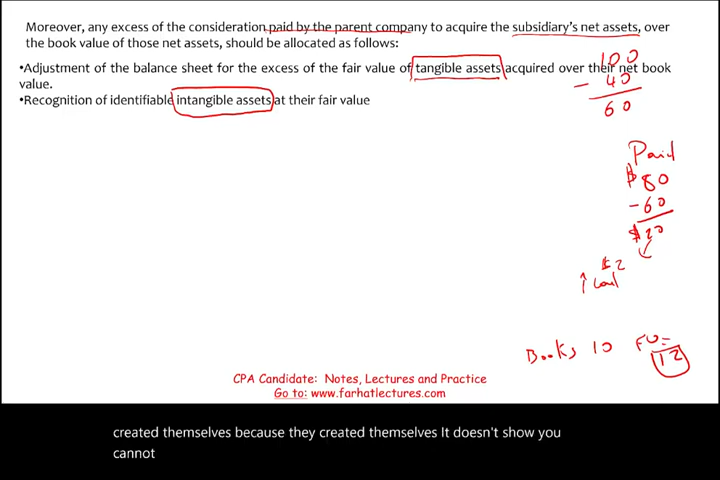 Moreover, any excess of the consideration paid by the parent company to acquire the subsidiary's net assets, over
the book value of those net assets, should be allocated as follows:
•Adjustment of the balance sheet for the excess of the fair value of tangible assets acquired over their net book
value.
•Recognition of identifiable intangible assets at their fair value
100
- 40
60
Paid
$80
-60
$20
$2
↑ Land
Books 10 FV=
12
CPA Candidate: Notes, Lectures and Practice
Go to: www.farhatlectures.com
created themselves because they created themselves It doesn't show you
cannot